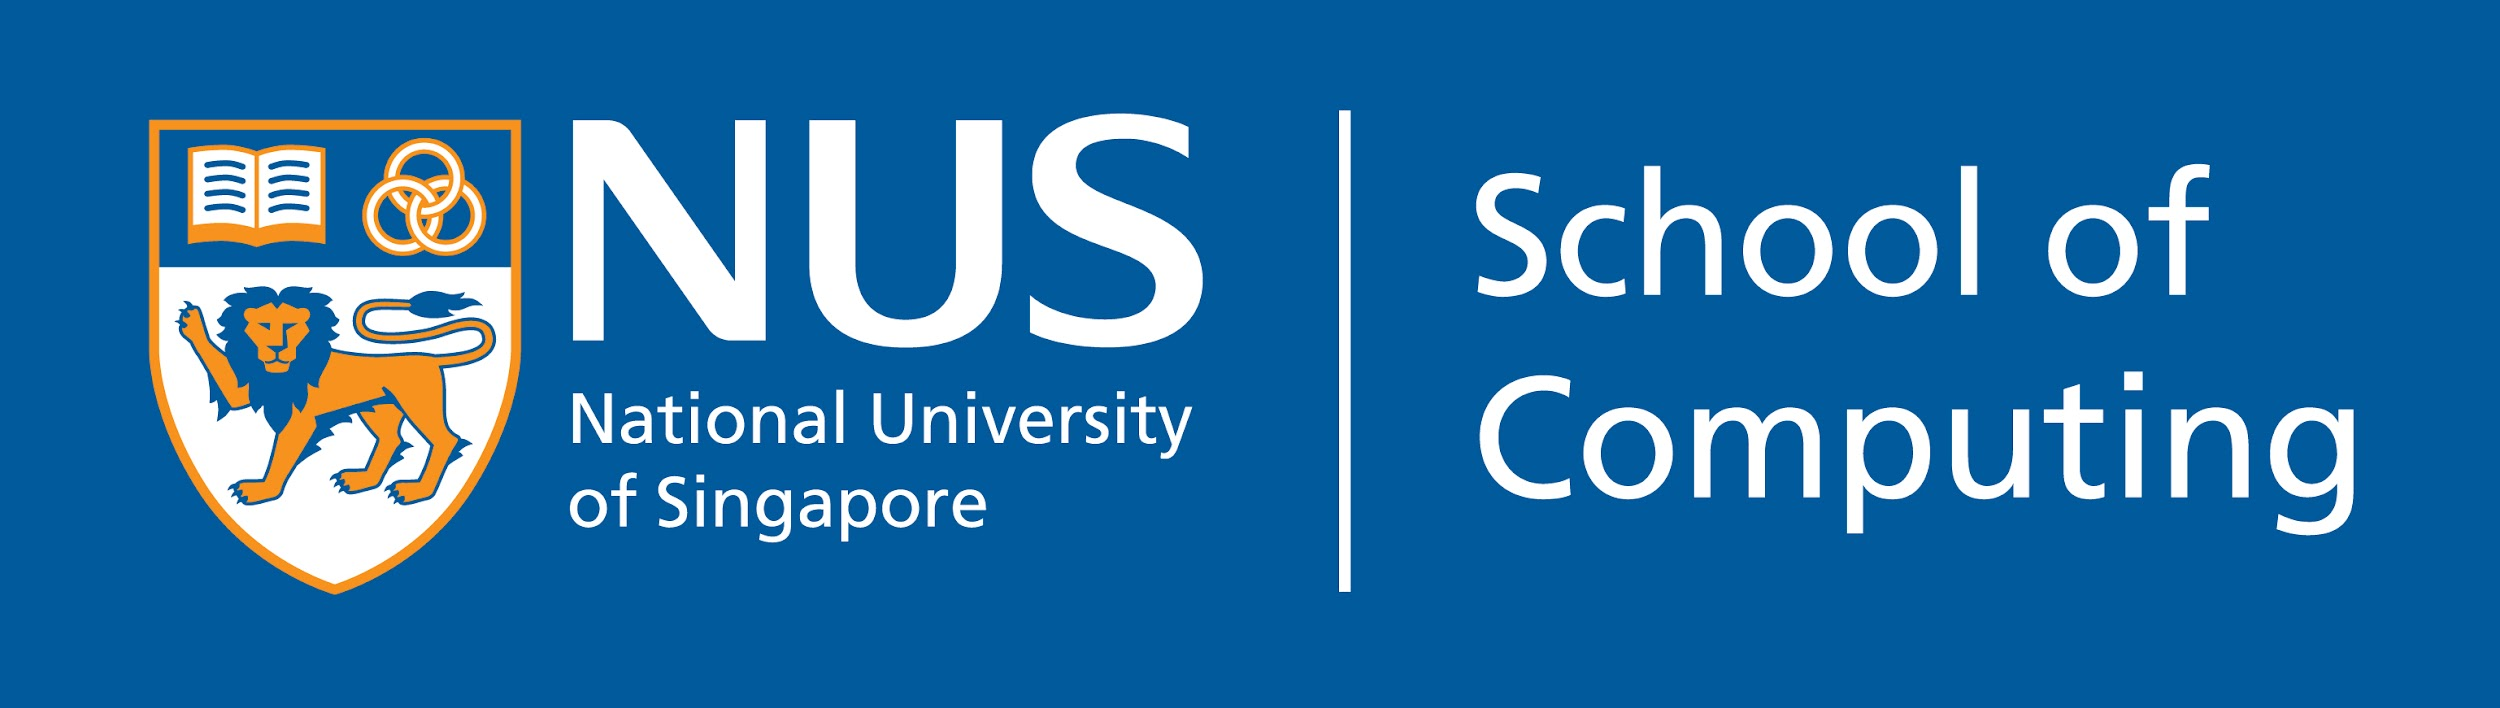 NUS
National University
of Singapore
School of
Computing